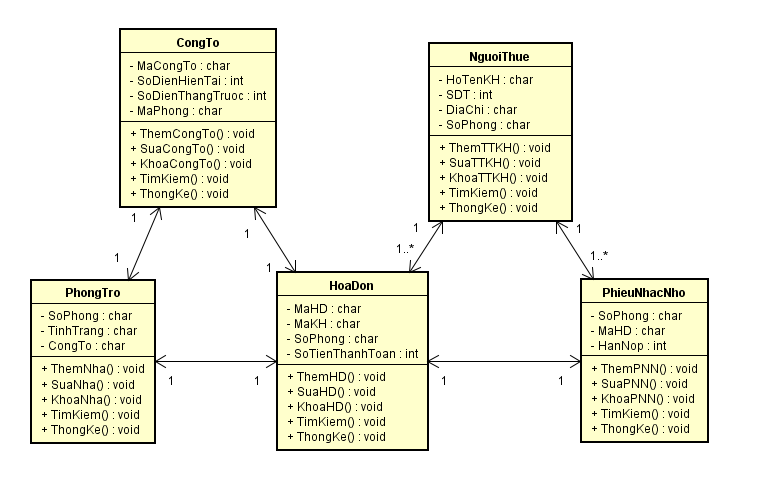 CongTo
- MaCongTo : char
- SoDienHienTai : int
- SoDienThangTruoc : int
- MaPhong : char
+ ThemCongTo() : void
+ SuaCongTo() : void
+ KhoaCongTo() : void
+ TimKiem() : void
+ ThongKe() : void
NguoiThue
- HoTenKH : char
- SDT : int
- DiaChi : char
- SoPhong : char
+ ThemTTKH() : void
+ SuaTTKH() : void
+ KhoaTTKH() : void
+ TimKiem() : void
+ ThongKe() : void
1
1
1
1
1
1..*
1
1..*
PhongTro
- SoPhong : char
- TinhTrang : char
- CongTo : char
+ ThemNha() : void
+ SuaNha() : void
+ KhoaNha() : void
+ TimKiem() : void
+ ThongKe() : void
1
1
HoaDon
- MaHD : char
- MaKH : char
- SoPhong : char
- SoTienThanhToan : int
+ ThemHD() : void
+ SuaHD() : void
+ KhoaHD() : void
+ TimKiem() : void
+ ThongKe() : void
1
1
PhieuNhacNho
- SoPhong : char
- MaHD : char
- HanNop : int
+ ThemPNN() : void
+ SuaPNN() : void
+ KhoaPNN() : void
+ TimKiem() : void
+ ThongKe() : void